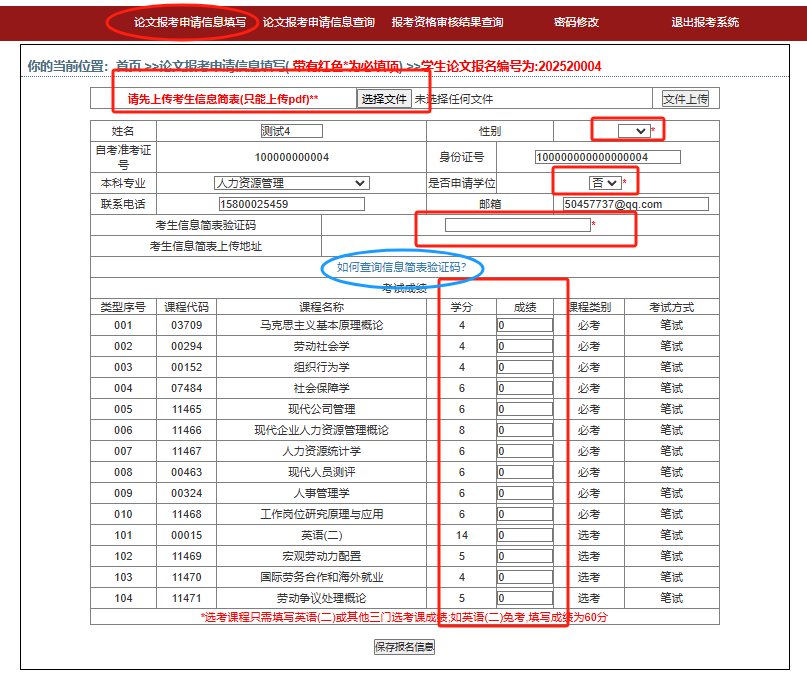 论文报考申请信息填写 论文报考申请信息查询 报考资格审核结果查询 密码修改 退出报考系统
你的当前位置: 首页 >>论文报考申请信息填写( 带有红色*为必填项) >>学生论文报名编号为:202520004
请先上传考生信息简表(只能上传pdf)** 选择文件 未选择任何文件 文件上传
姓名 测试4 性别 *
自考准考证号 100000000004 身份证号 100000000000000004
本科专业 人力资源管理 是否申请学位 否 *
联系电话 15800025459 邮箱 50457737@qq.com
考生信息简表验证码 *
考生信息简表上传地址
如何查询信息简表验证码?
考试成绩
类型序号 课程代码 课程名称 学分 成绩 课程类别 考试方式
001 03709 马克思主义基本原理概论 4 0 必考 笔试
002 00294 劳动社会学 4 0 必考 笔试
003 00152 组织行为学 4 0 必考 笔试
004 07484 社会保障学 6 0 必考 笔试
005 11465 现代公司管理 6 0 必考 笔试
006 11466 现代企业人力资源管理概论 8 0 必考 笔试
007 11467 人力资源统计学 6 0 必考 笔试
008 00463 现代人员测评 6 0 必考 笔试
009 00324 人事管理学 6 0 必考 笔试
010 11468 工作岗位研究原理与应用 6 0 必考 笔试
101 00015 英语(二) 14 0 选考 笔试
102 11469 宏观劳动力配置 5 0 选考 笔试
103 11470 国际劳务合作和海外就业 4 0 选考 笔试
104 11471 劳动争议处理概论 5 0 选考 笔试
*选考课程只需填写英语(二)或其他三门选考课成绩;如英语(二)免考,填写成绩为60分
保存报名信息